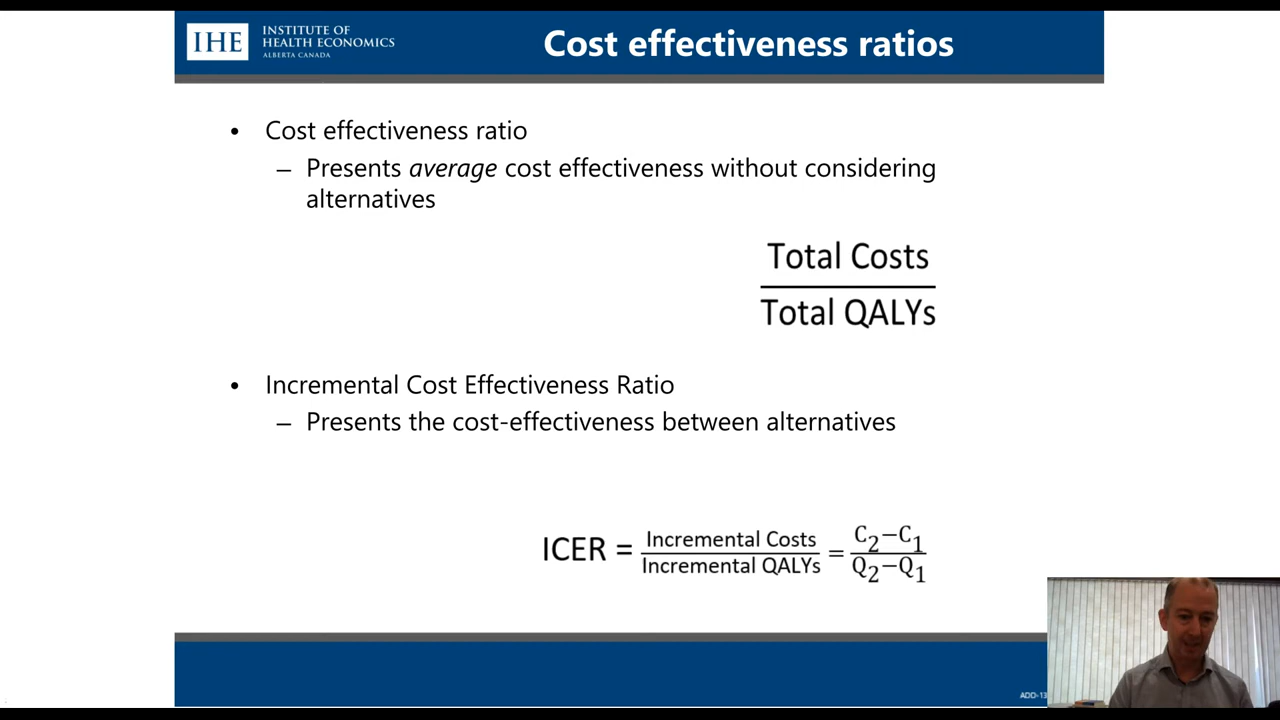 IHE
INSTITUTE OF
HEALTH ECONOMICS
ALBERTA CANADA
Cost effectiveness ratios
• Cost effectiveness ratio
– Presents average cost effectiveness without considering
alternatives
Total Costs
Total QALYs
• Incremental Cost Effectiveness Ratio
– Presents the cost-effectiveness between alternatives
ICER = Incremental Costs / Incremental QALYs = C₂−C₁ / Q₂−Q₁
ADD-13